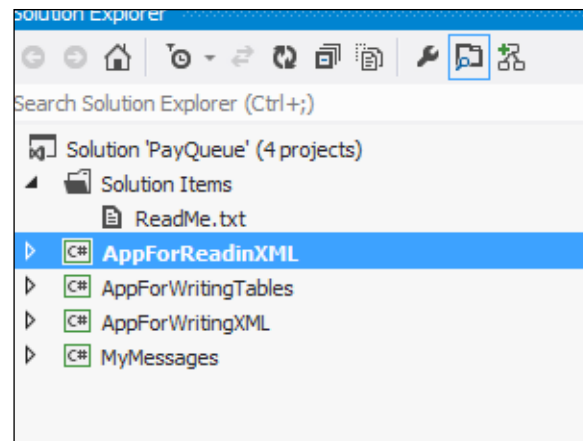 Solution Explorer
Search Solution Explorer (Ctrl+;)
Solution 'PayQueue' (4 projects)
Solution Items
ReadMe.txt
C# AppForReadinXML
C# AppForWritingTables
C# AppForWritingXML
C# MyMessages